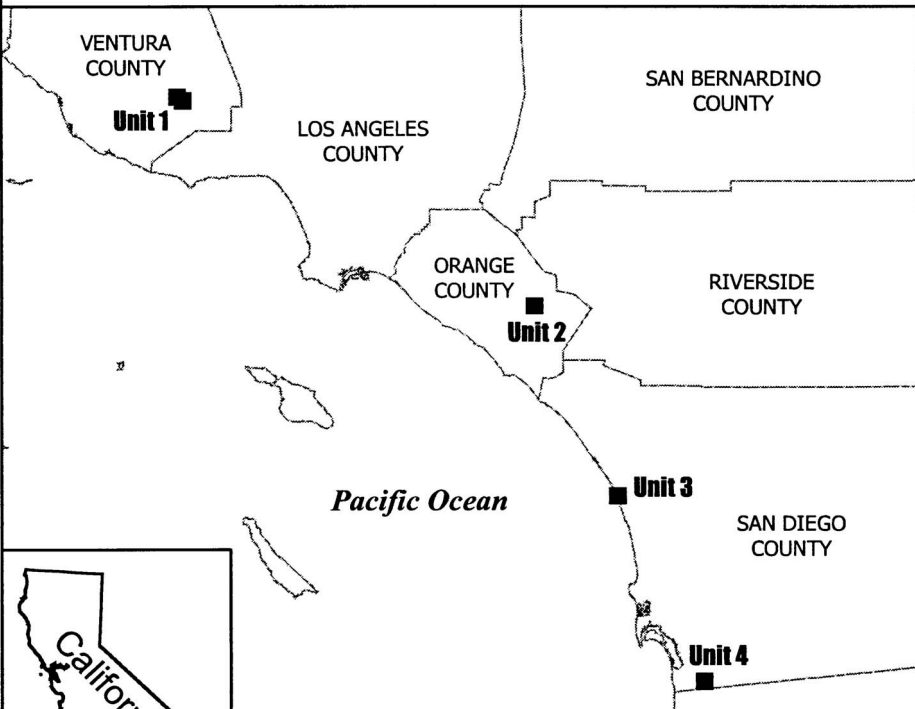 VENTURA
COUNTY
Unit 1
LOS ANGELES
COUNTY
SAN BERNARDINO
COUNTY
ORANGE
COUNTY
Unit 2
RIVERSIDE
COUNTY
Pacific Ocean
Unit 3
SAN DIEGO
COUNTY
Unit 4